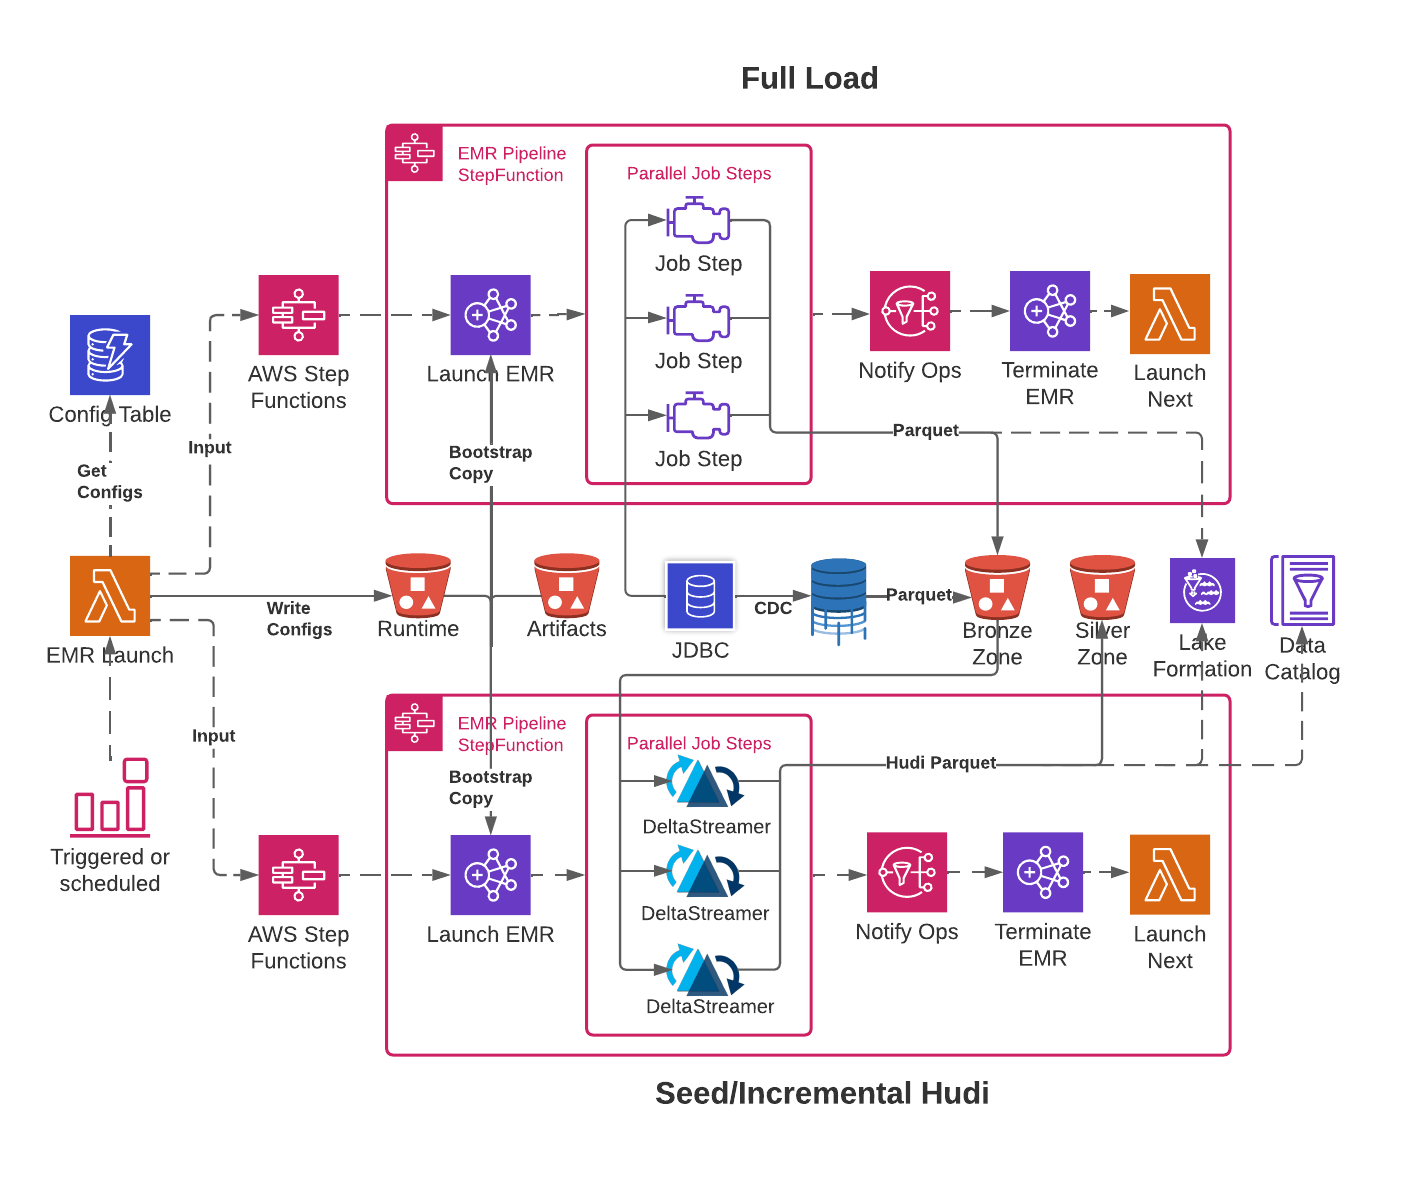 Full Load
EMR Pipeline
StepFunction
Parallel Job Steps
Job Step
Job Step
Job Step
AWS Step
Functions
Launch EMR
Notify Ops
Terminate
EMR
Launch
Next
Config Table
Input
Get
Configs
Bootstrap
Copy
Parquet
EMR Launch
Write
Configs
Runtime
Artifacts
JDBC
CDC
Parquet
Bronze
Zone
Silver
Zone
Lake
Formation
Data
Catalog
Input
Triggered or
scheduled
EMR Pipeline
StepFunction
Parallel Job Steps
Bootstrap
Copy
Hudi Parquet
DeltaStreamer
DeltaStreamer
DeltaStreamer
AWS Step
Functions
Launch EMR
Notify Ops
Terminate
EMR
Launch
Next
Seed/Incremental Hudi